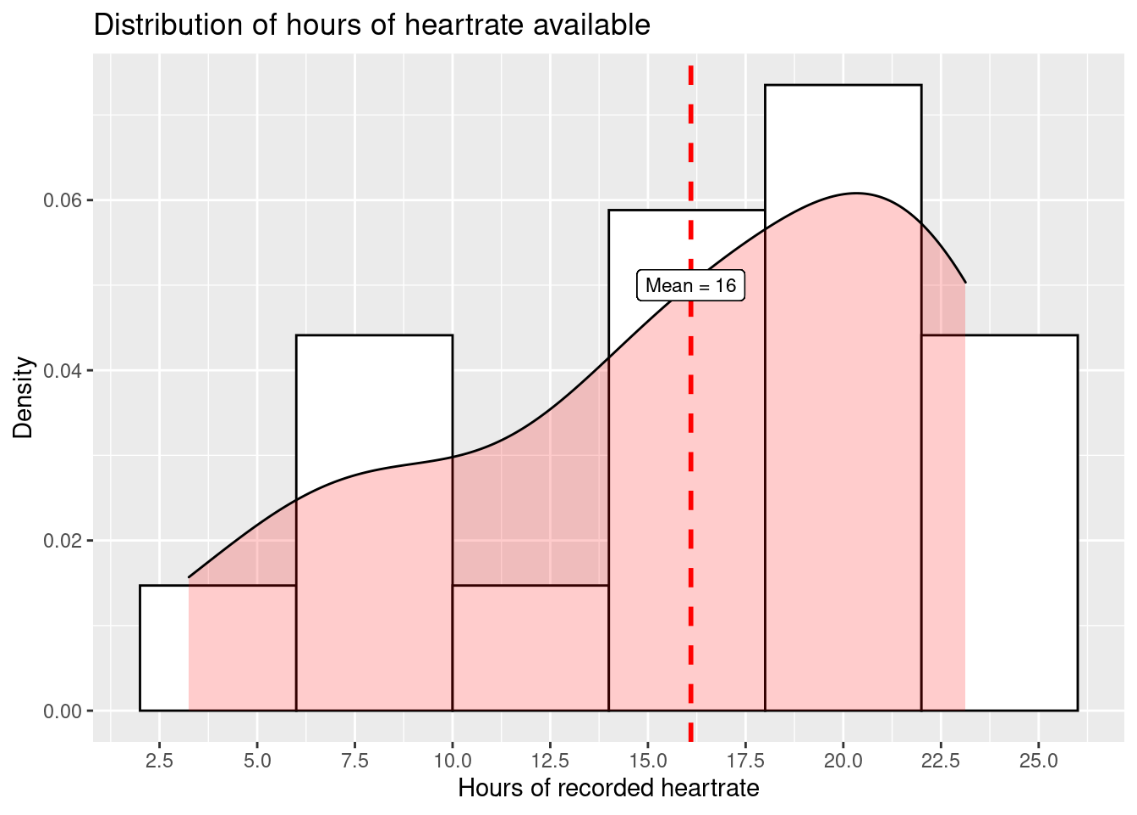 Distribution of hours of heartrate available
0.06
Mean = 16
0.04
Density
0.02
0.00
2.5 5.0 7.5 10.0 12.5 15.0 17.5 20.0 22.5 25.0
Hours of recorded heartrate